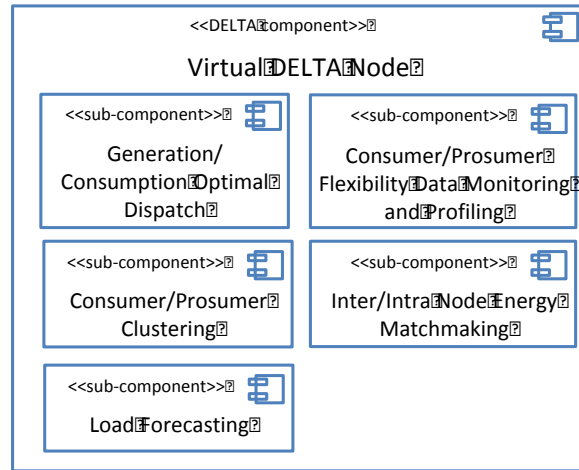 <<DELTA component>>
Virtual DELTA Node
<<sub-component>>
Generation/
Consumption Optimal
Dispatch
<<sub-component>>
Consumer/Prosumer
Flexibility Data Monitoring
and Profiling
<<sub-component>>
Consumer/Prosumer
Clustering
<<sub-component>>
Inter/Intra Node Energy
Matchmaking
<<sub-component>>
Load Forecasting